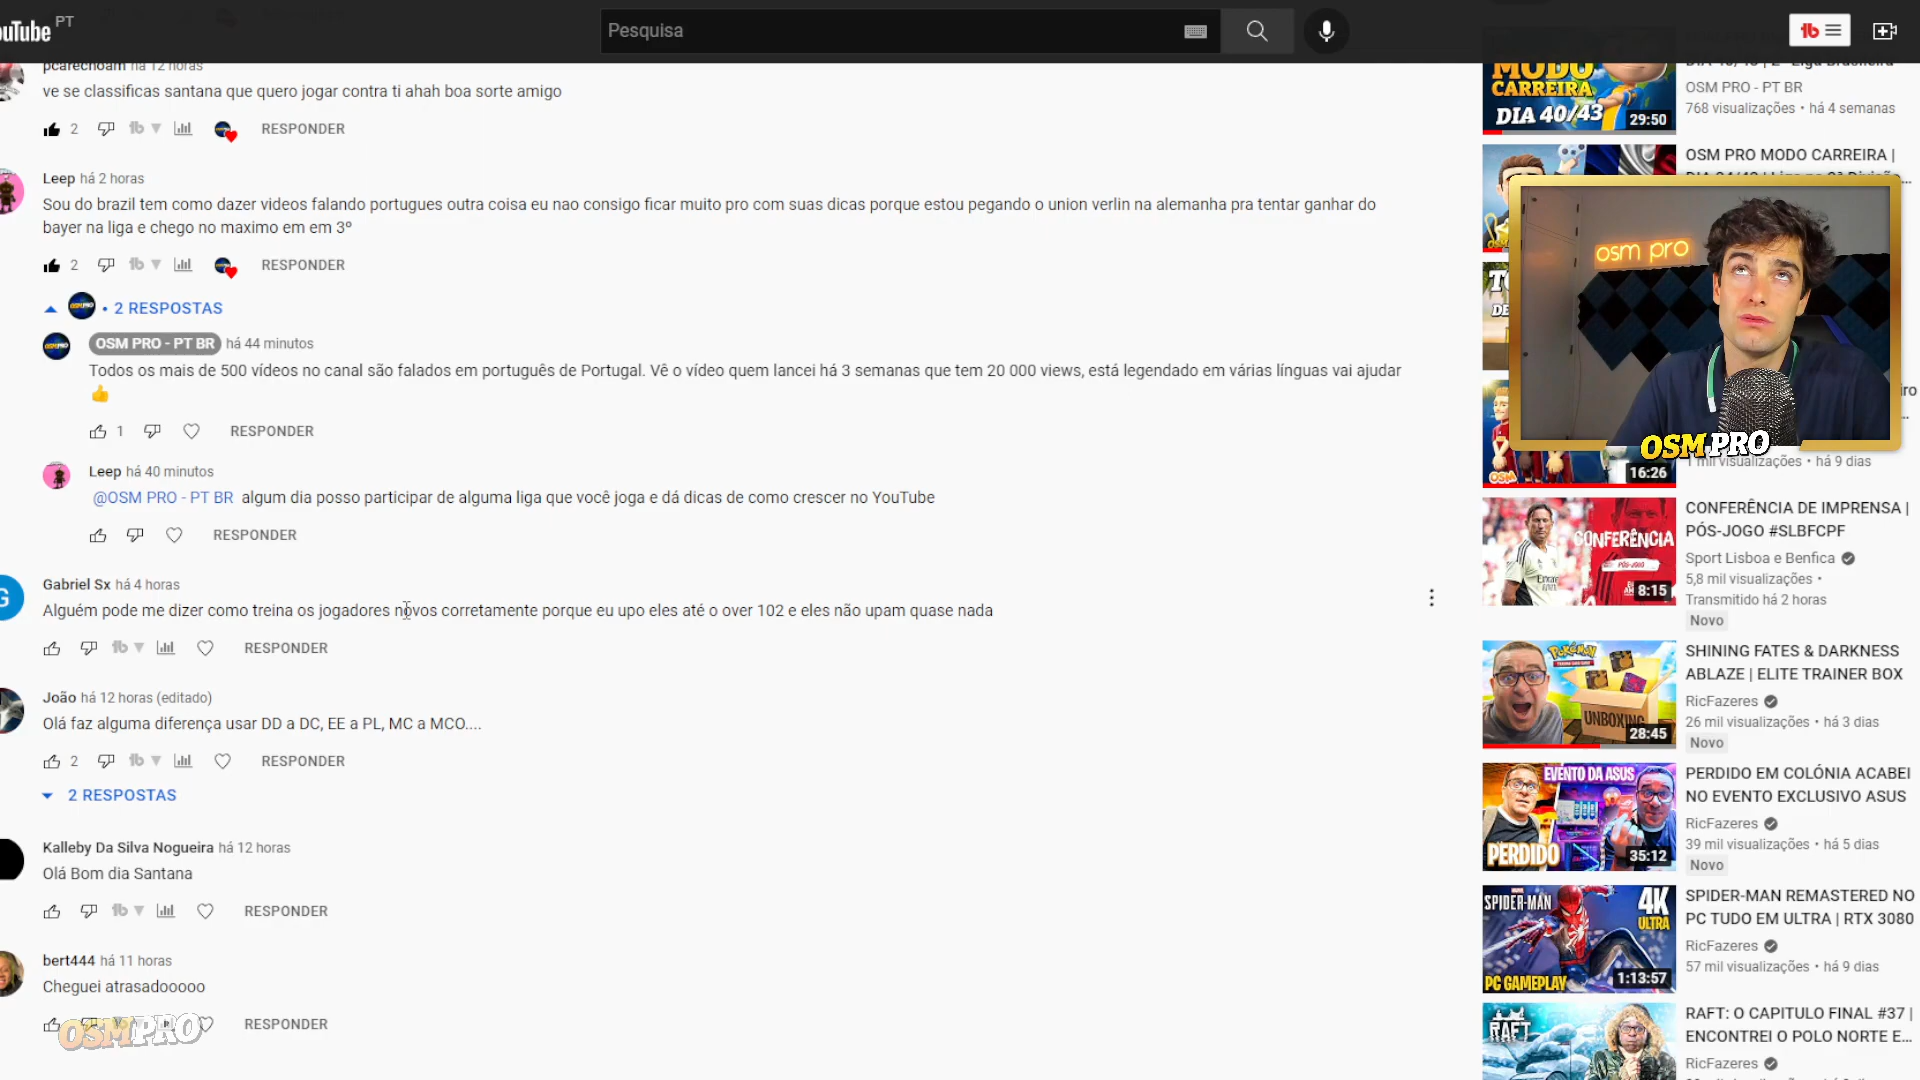 ouTube PT
Pesquisa
pcarechoam há 12 horas
ve se classificas santana que quero jogar contra ti ahah boa sorte amigo
2 RESPONDER
Leep há 2 horas
Sou do brazil tem como dazer videos falando portugues outra coisa eu nao consigo ficar muito pro com suas dicas porque estou pegando o union verlin na alemanha pra tentar ganhar do
bayer na liga e chego no maximo em em 3º
2 RESPONDER
• 2 RESPOSTAS
OSM PRO - PT BR há 44 minutos
Todos os mais de 500 vídeos no canal são falados em português de Portugal. Vê o vídeo quem lancei há 3 semanas que tem 20 000 views, está legendado em várias línguas vai ajudar
👍
1 RESPONDER
Leep há 40 minutos
@OSM PRO - PT BR algum dia posso participar de alguma liga que você joga e dá dicas de como crescer no YouTube
RESPONDER
G
Gabriel Sx há 4 horas
Alguém pode me dizer como treina os jogadores novos corretamente porque eu upo eles até o over 102 e eles não upam quase nada
RESPONDER
João há 12 horas (editado)
Olá faz alguma diferença usar DD a DC, EE a PL, MC a MCO....
2 RESPONDER
2 RESPOSTAS
Kalleby Da Silva Nogueira há 12 horas
Olá Bom dia Santana
RESPONDER
bert444 há 11 horas
Cheguei atrasadooooo
RESPONDER
OSM PRO
MODO
CARREIRA
DIA 40/43
29:50
OSM PRO - PT BR
768 visualizações • há 4 semanas
OSM PRO MODO CARREIRA |
osm pro
OSM PRO
16:26
1 mil visualizações • há 9 dias
CONFERÊNCIA
PÓS-JOGO
8:15
CONFERÊNCIA DE IMPRENSA |
PÓS-JOGO #SLBFCPF
Sport Lisboa e Benfica
5,8 mil visualizações •
Transmitido há 2 horas
Novo
POKÉMON
UNBOXING
28:45
SHINING FATES & DARKNESS
ABLAZE | ELITE TRAINER BOX
RicFazeres
26 mil visualizações • há 3 dias
Novo
EVENTO DA ASUS
PERDIDO
35:12
PERDIDO EM COLÓNIA ACABEI
NO EVENTO EXCLUSIVO ASUS
RicFazeres
39 mil visualizações • há 5 dias
Novo
SPIDER-MAN
4K
ULTRA
PC GAMEPLAY
1:13:57
SPIDER-MAN REMASTERED NO
PC TUDO EM ULTRA | RTX 3080
RicFazeres
57 mil visualizações • há 9 dias
RAFT
RAFT: O CAPITULO FINAL #37 |
ENCONTREI O POLO NORTE E...
RicFazeres